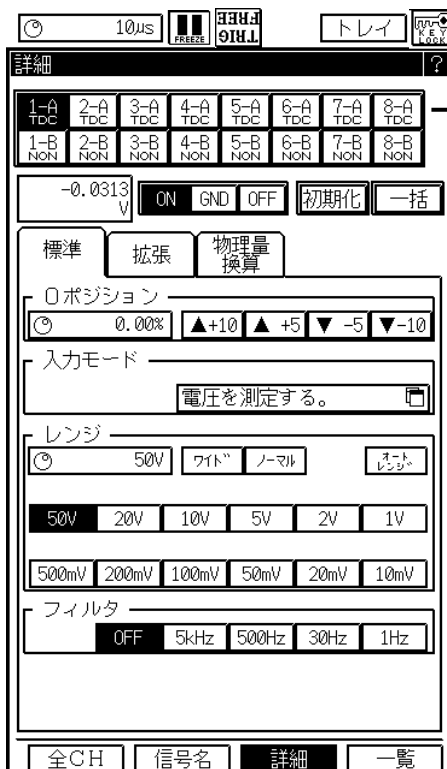 10μs FREEZE FREE TRIG トレイ KEY LOCK
詳細 ?
1-A TDC 2-A TDC 3-A TDC 4-A TDC 5-A TDC 6-A TDC 7-A TDC 8-A TDC
1-B NON 2-B NON 3-B NON 4-B NON 5-B NON 6-B NON 7-B NON 8-B NON
-0.0313 V ON GND OFF 初期化 一括
標準 拡張 物理量換算
0ポジション
0.00% ▲+10 ▲ +5 ▼ -5 ▼-10
入力モード
電圧を測定する。
レンジ
50V ワイド ノーマル オートレンジ
50V 20V 10V 5V 2V 1V
500mV 200mV 100mV 50mV 20mV 10mV
フィルタ
OFF 5kHz 500Hz 30Hz 1Hz
全CH 信号名 詳細 一覧